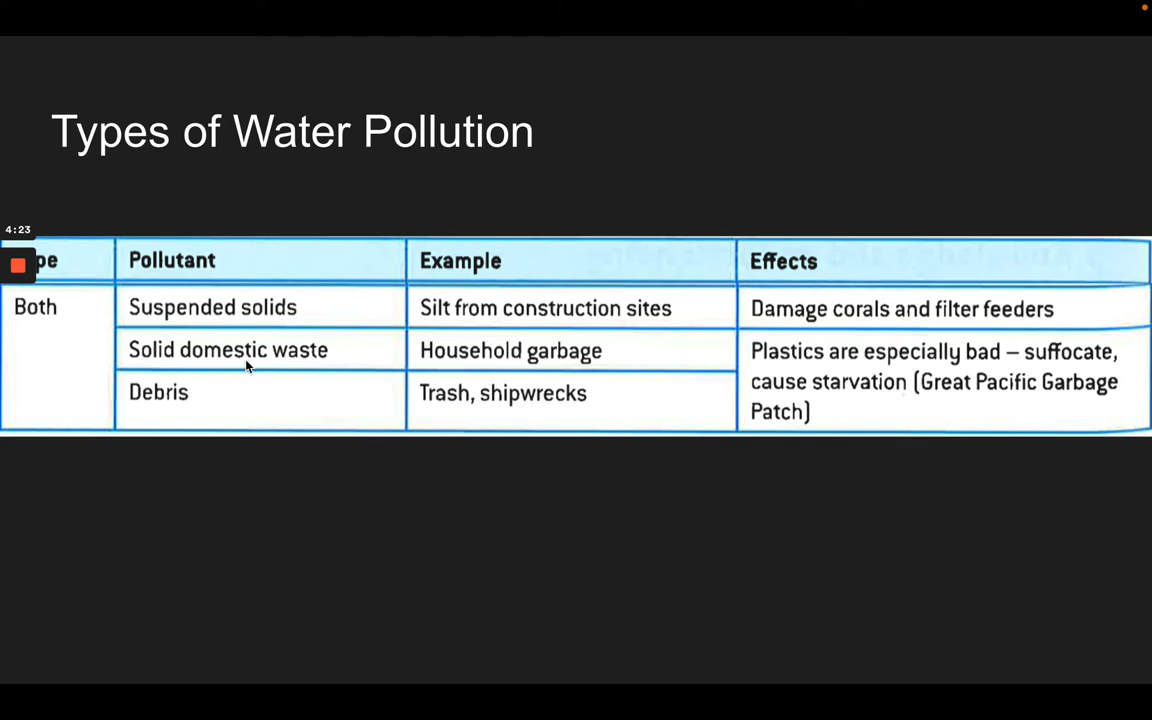 Types of Water Pollution
4:23
pe Pollutant Example Effects
Both Suspended solids Silt from construction sites Damage corals and filter feeders
Solid domestic waste Household garbage Plastics are especially bad – suffocate,
cause starvation (Great Pacific Garbage
Debris Trash, shipwrecks
Patch)